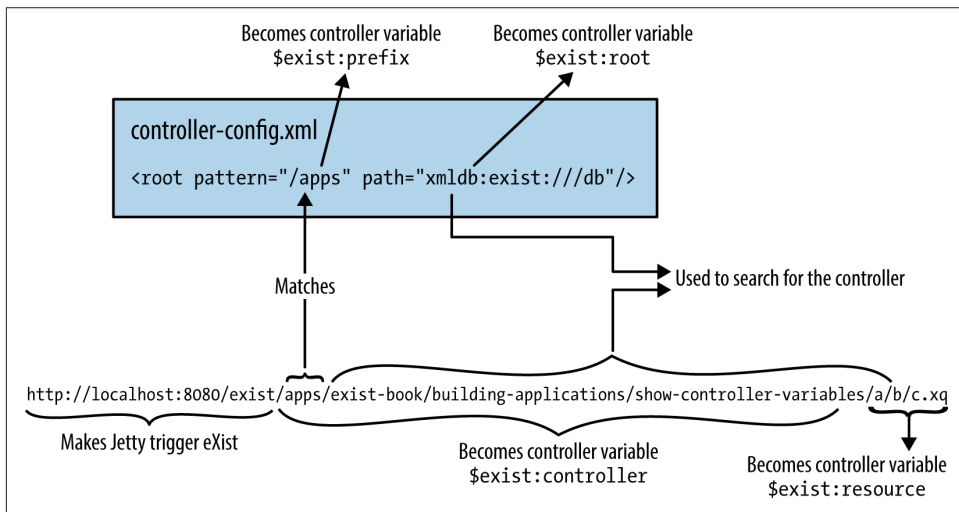 Becomes controller variable
$exist:prefix
Becomes controller variable
$exist:root
controller-config.xml
<root pattern="/apps" path="xmldb:exist:///db"/>
Matches
Used to search for the controller
http://localhost:8080/exist/apps/exist-book/building-applications/show-controller-variables/a/b/c.xq
Makes Jetty trigger eXist
Becomes controller variable
$exist:controller
Becomes controller variable
$exist:resource